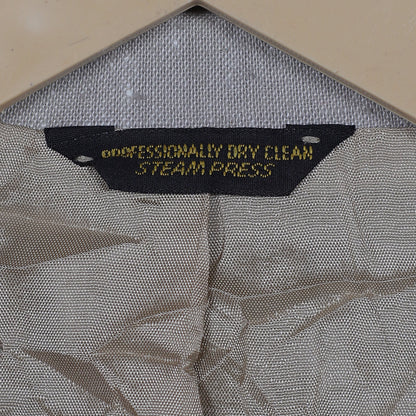 PROFESSIONALLY DRY CLEAN
STEAM PRESS